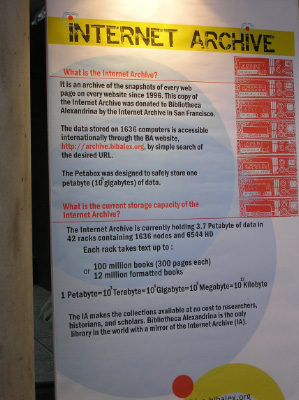 INTERNET ARCHIVE
What is the Internet Archive?
It is an archive of the snapshots of every web
page on every website since 1996. This copy of
the Internet Archive was donated to Bibliotheca
Alexandrina by the Internet Archive in San Francisco.
The data stored on 1636 computers is accessible
internationally through the BA website,
http://archive.bibalex.org, by simple search of
the desired URL.
The Petabox was designed to safely store one
petabyte (10⁶ gigabytes) of data.
What is the current storage capacity of the
Internet Archive?
The Internet Archive is currently holding 3.7 Petabyte of data in
42 racks containing 1636 nodes and 6544 HD
Each rack takes text up to :
100 million books (300 pages each)
or
12 million formatted books
1 Petabyte=10³Terabyte=10⁶Gigabyte=10⁹Megabyte=10¹²Kilobyte
The IA makes the collections available at no cost to researchers,
historians, and scholars. Bibliotheca Alexandrina is the only
library in the world with a mirror of the Internet Archive (IA).
.bibalex.org